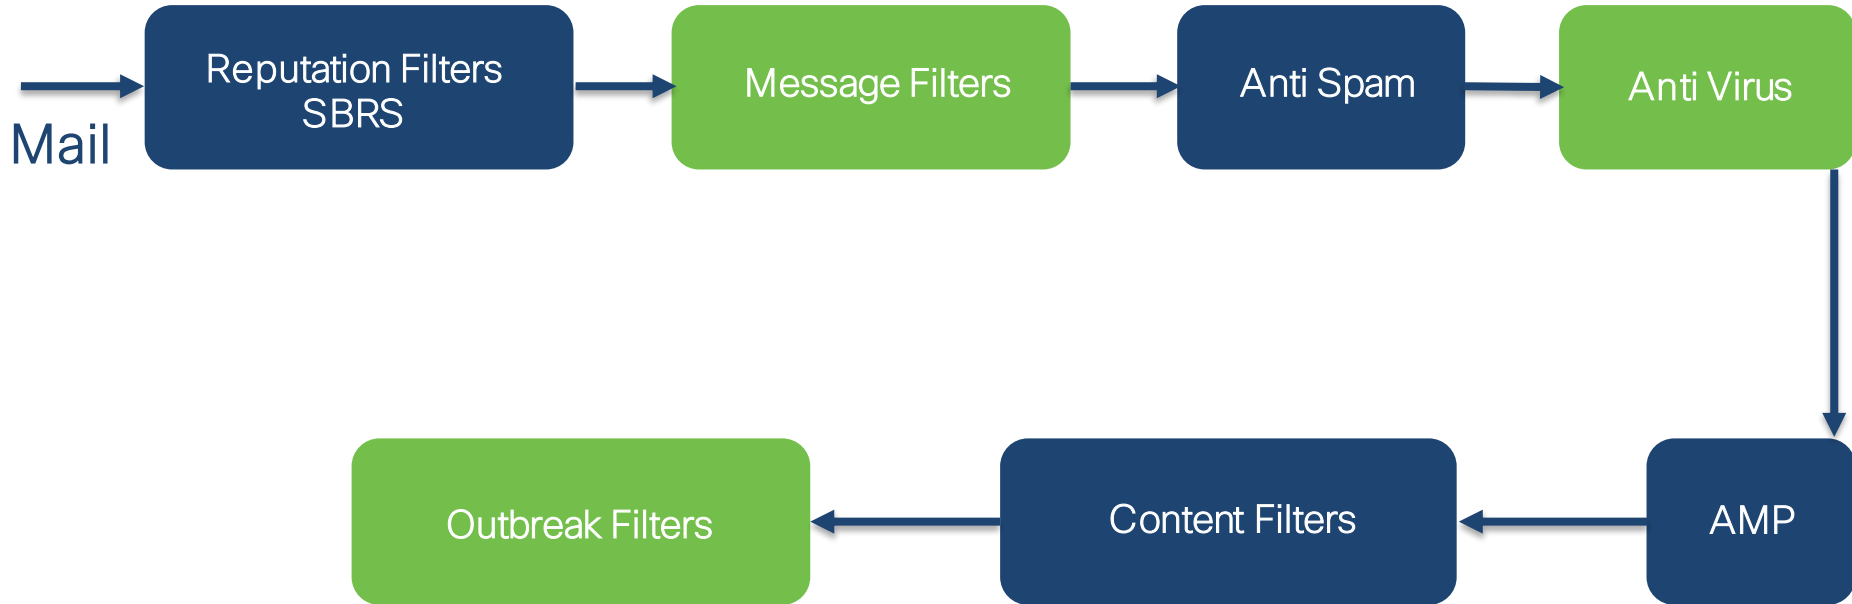 Mail
Reputation Filters
SBRS
Message Filters
Anti Spam
Anti Virus
AMP
Content Filters
Outbreak Filters